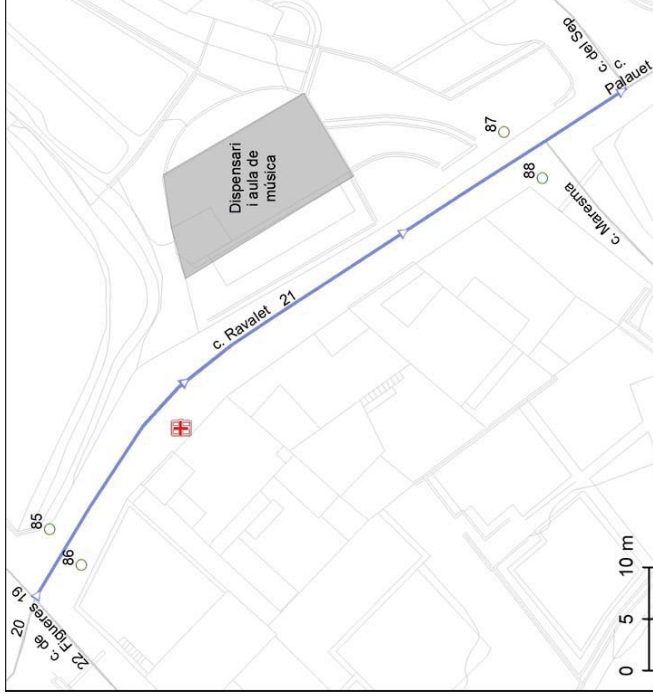 c. del Sep
c.
Palauet
87
88
Dispensari
i aula de
música
c. Maresma
c. Ravalet 21
85
86
20
19
c. de
22 Figueres
0 5 10 m